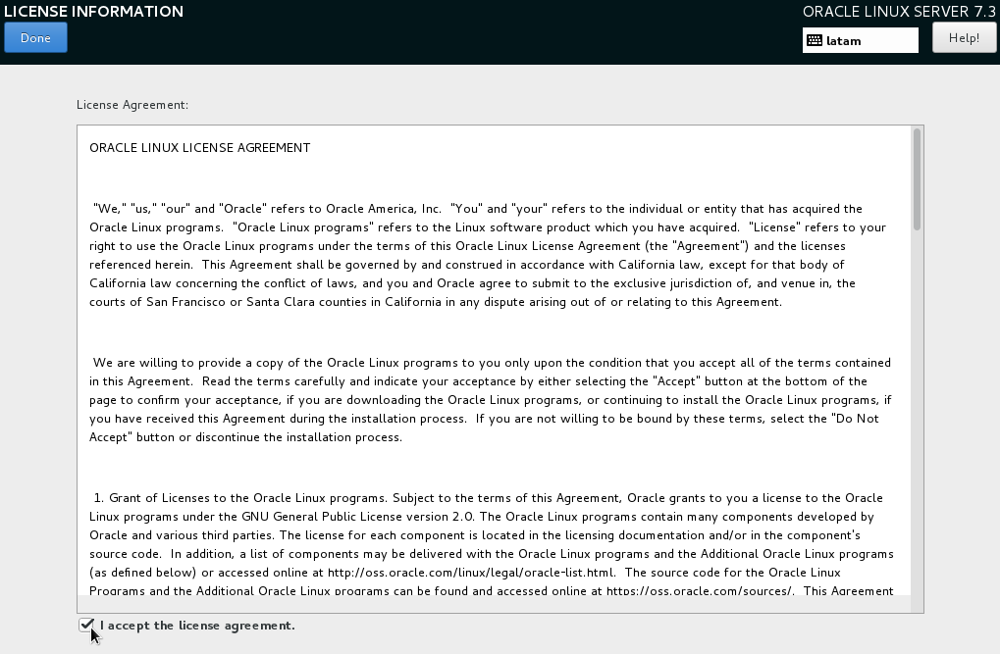 LICENSE INFORMATION
ORACLE LINUX SERVER 7.3
Done
latam
Help!
License Agreement:
ORACLE LINUX LICENSE AGREEMENT
"We," "us," "our" and "Oracle" refers to Oracle America, Inc.  "You" and "your" refers to the individual or entity that has acquired the
Oracle Linux programs.  "Oracle Linux programs" refers to the Linux software product which you have acquired.  "License" refers to your
right to use the Oracle Linux programs under the terms of this Oracle Linux License Agreement (the "Agreement") and the licenses
referenced herein.  This Agreement shall be governed by and construed in accordance with California law, except for that body of
California law concerning the conflict of laws, and you and Oracle agree to submit to the exclusive jurisdiction of, and venue in, the
courts of San Francisco or Santa Clara counties in California in any dispute arising out of or relating to this Agreement.
We are willing to provide a copy of the Oracle Linux programs to you only upon the condition that you accept all of the terms contained
in this Agreement.  Read the terms carefully and indicate your acceptance by either selecting the "Accept" button at the bottom of the
page to confirm your acceptance, if you are downloading the Oracle Linux programs, or continuing to install the Oracle Linux programs, if
you have received this Agreement during the installation process.  If you are not willing to be bound by these terms, select the "Do Not
Accept" button or discontinue the installation process.
1. Grant of Licenses to the Oracle Linux programs. Subject to the terms of this Agreement, Oracle grants to you a license to the Oracle
Linux programs under the GNU General Public License version 2.0. The Oracle Linux programs contain many components developed by
Oracle and various third parties. The license for each component is located in the licensing documentation and/or in the component's
source code.  In addition, a list of components may be delivered with the Oracle Linux programs and the Additional Oracle Linux programs
(as defined below) or accessed online at http://oss.oracle.com/linux/legal/oracle-list.html.  The source code for the Oracle Linux
Programs and the Additional Oracle Linux programs can be found and accessed online at https://oss.oracle.com/sources/.  This Agreement
I accept the license agreement.